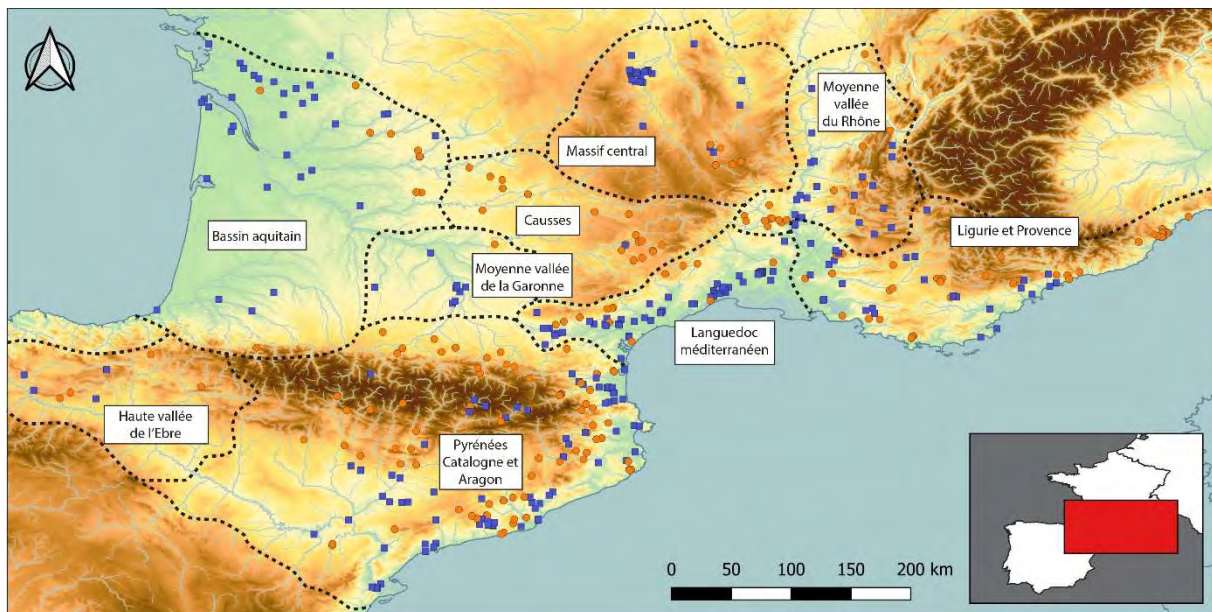 Moyenne
vallée
du Rhône
Massif central
Causses
Bassin aquitain
Ligurie et Provence
Moyenne vallée
de la Garonne
Languedoc
méditerranéen
Haute vallée
de l'Ebre
Pyrénées
Catalogne et
Aragon
0 50 100 150 200 km